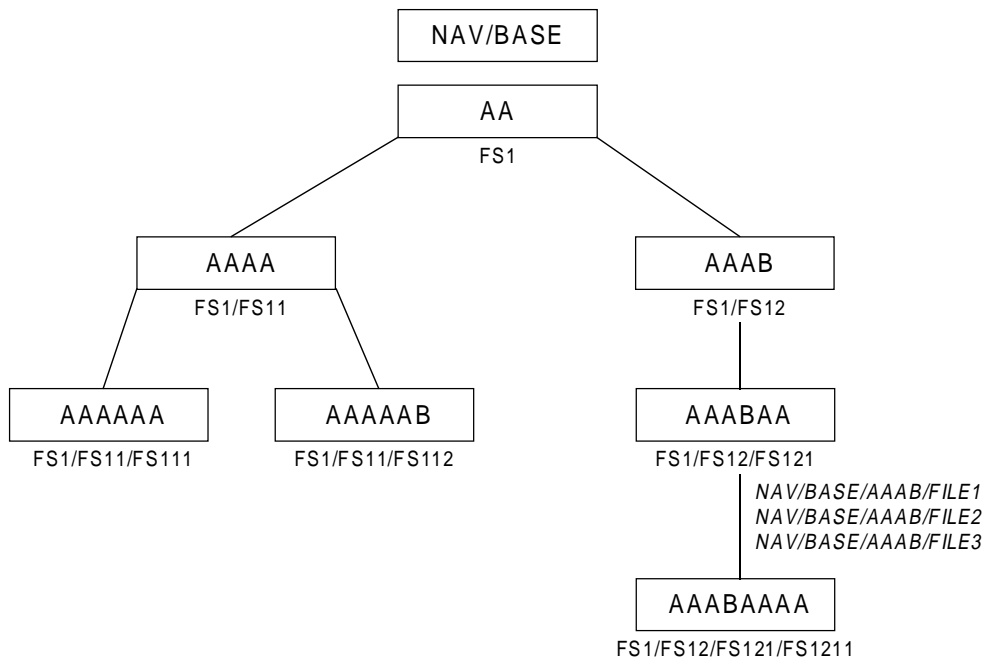 NAV/BASE
AA
FS1
AAAA
AAAB
FS1/FS11
FS1/FS12
AAAAAA
AAAAAB
AAABAA
FS1/FS11/FS111
FS1/FS11/FS112
FS1/FS12/FS121
NAV/BASE/AAAB/FILE1
NAV/BASE/AAAB/FILE2
NAV/BASE/AAAB/FILE3
AAABAAAA
FS1/FS12/FS121/FS1211